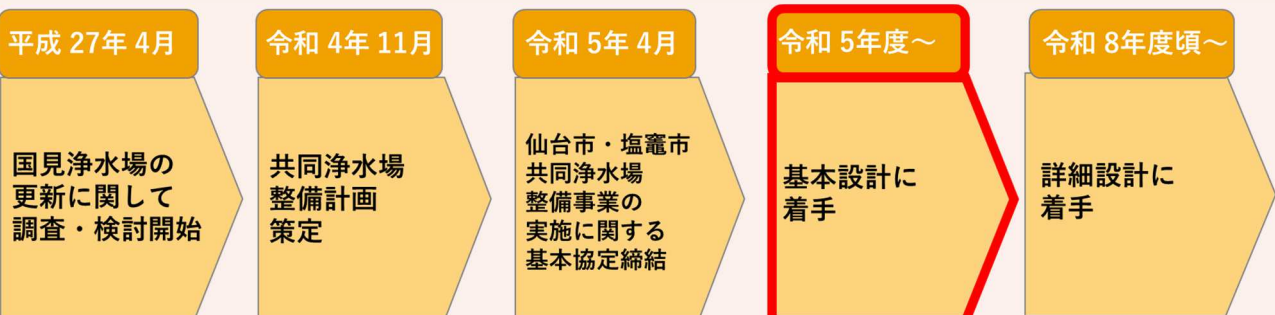 平成 27年 4月
国見浄水場の
更新に関して
調査・検討開始
令和 4年 11月
共同浄水場
整備計画
策定
令和 5年 4月
仙台市・塩竈市
共同浄水場
整備事業の
実施に関する
基本協定締結
令和 5年度～
基本設計に
着手
令和 8年度頃～
詳細設計に
着手